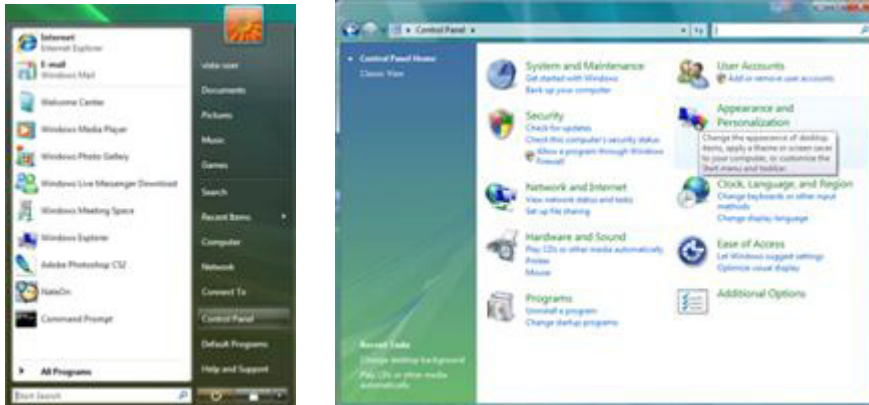 Internet
Internet Explorer
E-mail
Windows Mail
Welcome Center
Windows Media Player
Windows Photo Gallery
Windows Live Messenger Download
Windows Meeting Space
Windows Explorer
Adobe Photoshop CS2
NateOn
Command Prompt
All Programs
Start Search
vista user
Documents
Pictures
Music
Games
Search
Recent Items
Computer
Network
Connect To
Control Panel
Default Programs
Help and Support
Control Panel
Control Panel Home
Classic View
Recent Tasks
Change desktop background
Play CDs or other media
automatically
System and Maintenance
Get started with Windows
Back up your computer
Security
Check for updates
Check this computer's security status
Allow a program through Windows
Firewall
Network and Internet
View network status and tasks
Set up file sharing
Hardware and Sound
Play CDs or other media automatically
Printer
Mouse
Programs
Uninstall a program
Change startup programs
User Accounts
Add or remove user accounts
Appearance and
Personalization
Change the appearance of desktop
items, apply a theme or screen saver
to your computer, or customize the
Start menu and taskbar.
Clock, Language, and Region
Change keyboards or other input
methods
Change display language
Ease of Access
Let Windows suggest settings
Optimize visual display
Additional Options